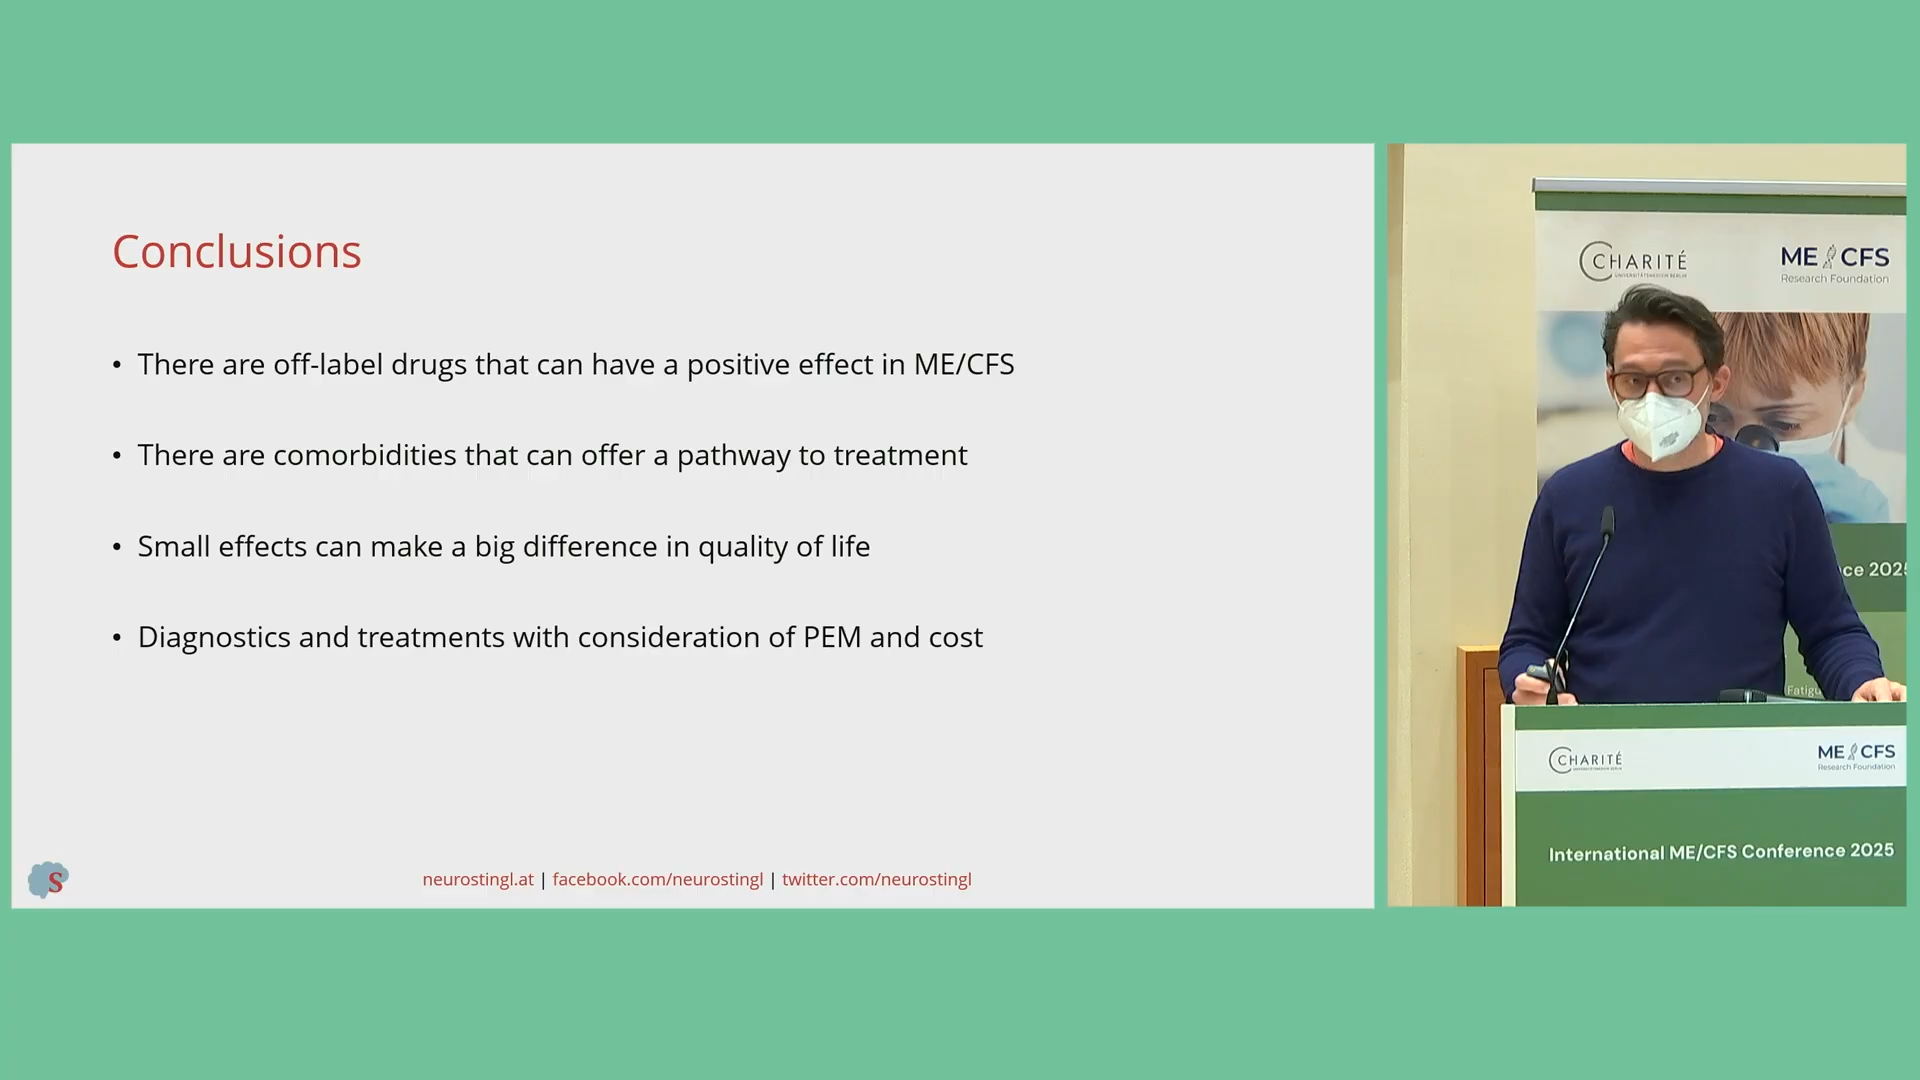 Conclusions
• There are off-label drugs that can have a positive effect in ME/CFS
• There are comorbidities that can offer a pathway to treatment
• Small effects can make a big difference in quality of life
• Diagnostics and treatments with consideration of PEM and cost
S
neurostingl.at | facebook.com/neurostingl | twitter.com/neurostingl
CHARITÉ
UNIVERSITÄTSMEDIZIN BERLIN
ME CFS
Research Foundation
ce 2025
Fatigu
CHARITÉ
ME CFS
Research Foundation
International ME/CFS Conference 2025